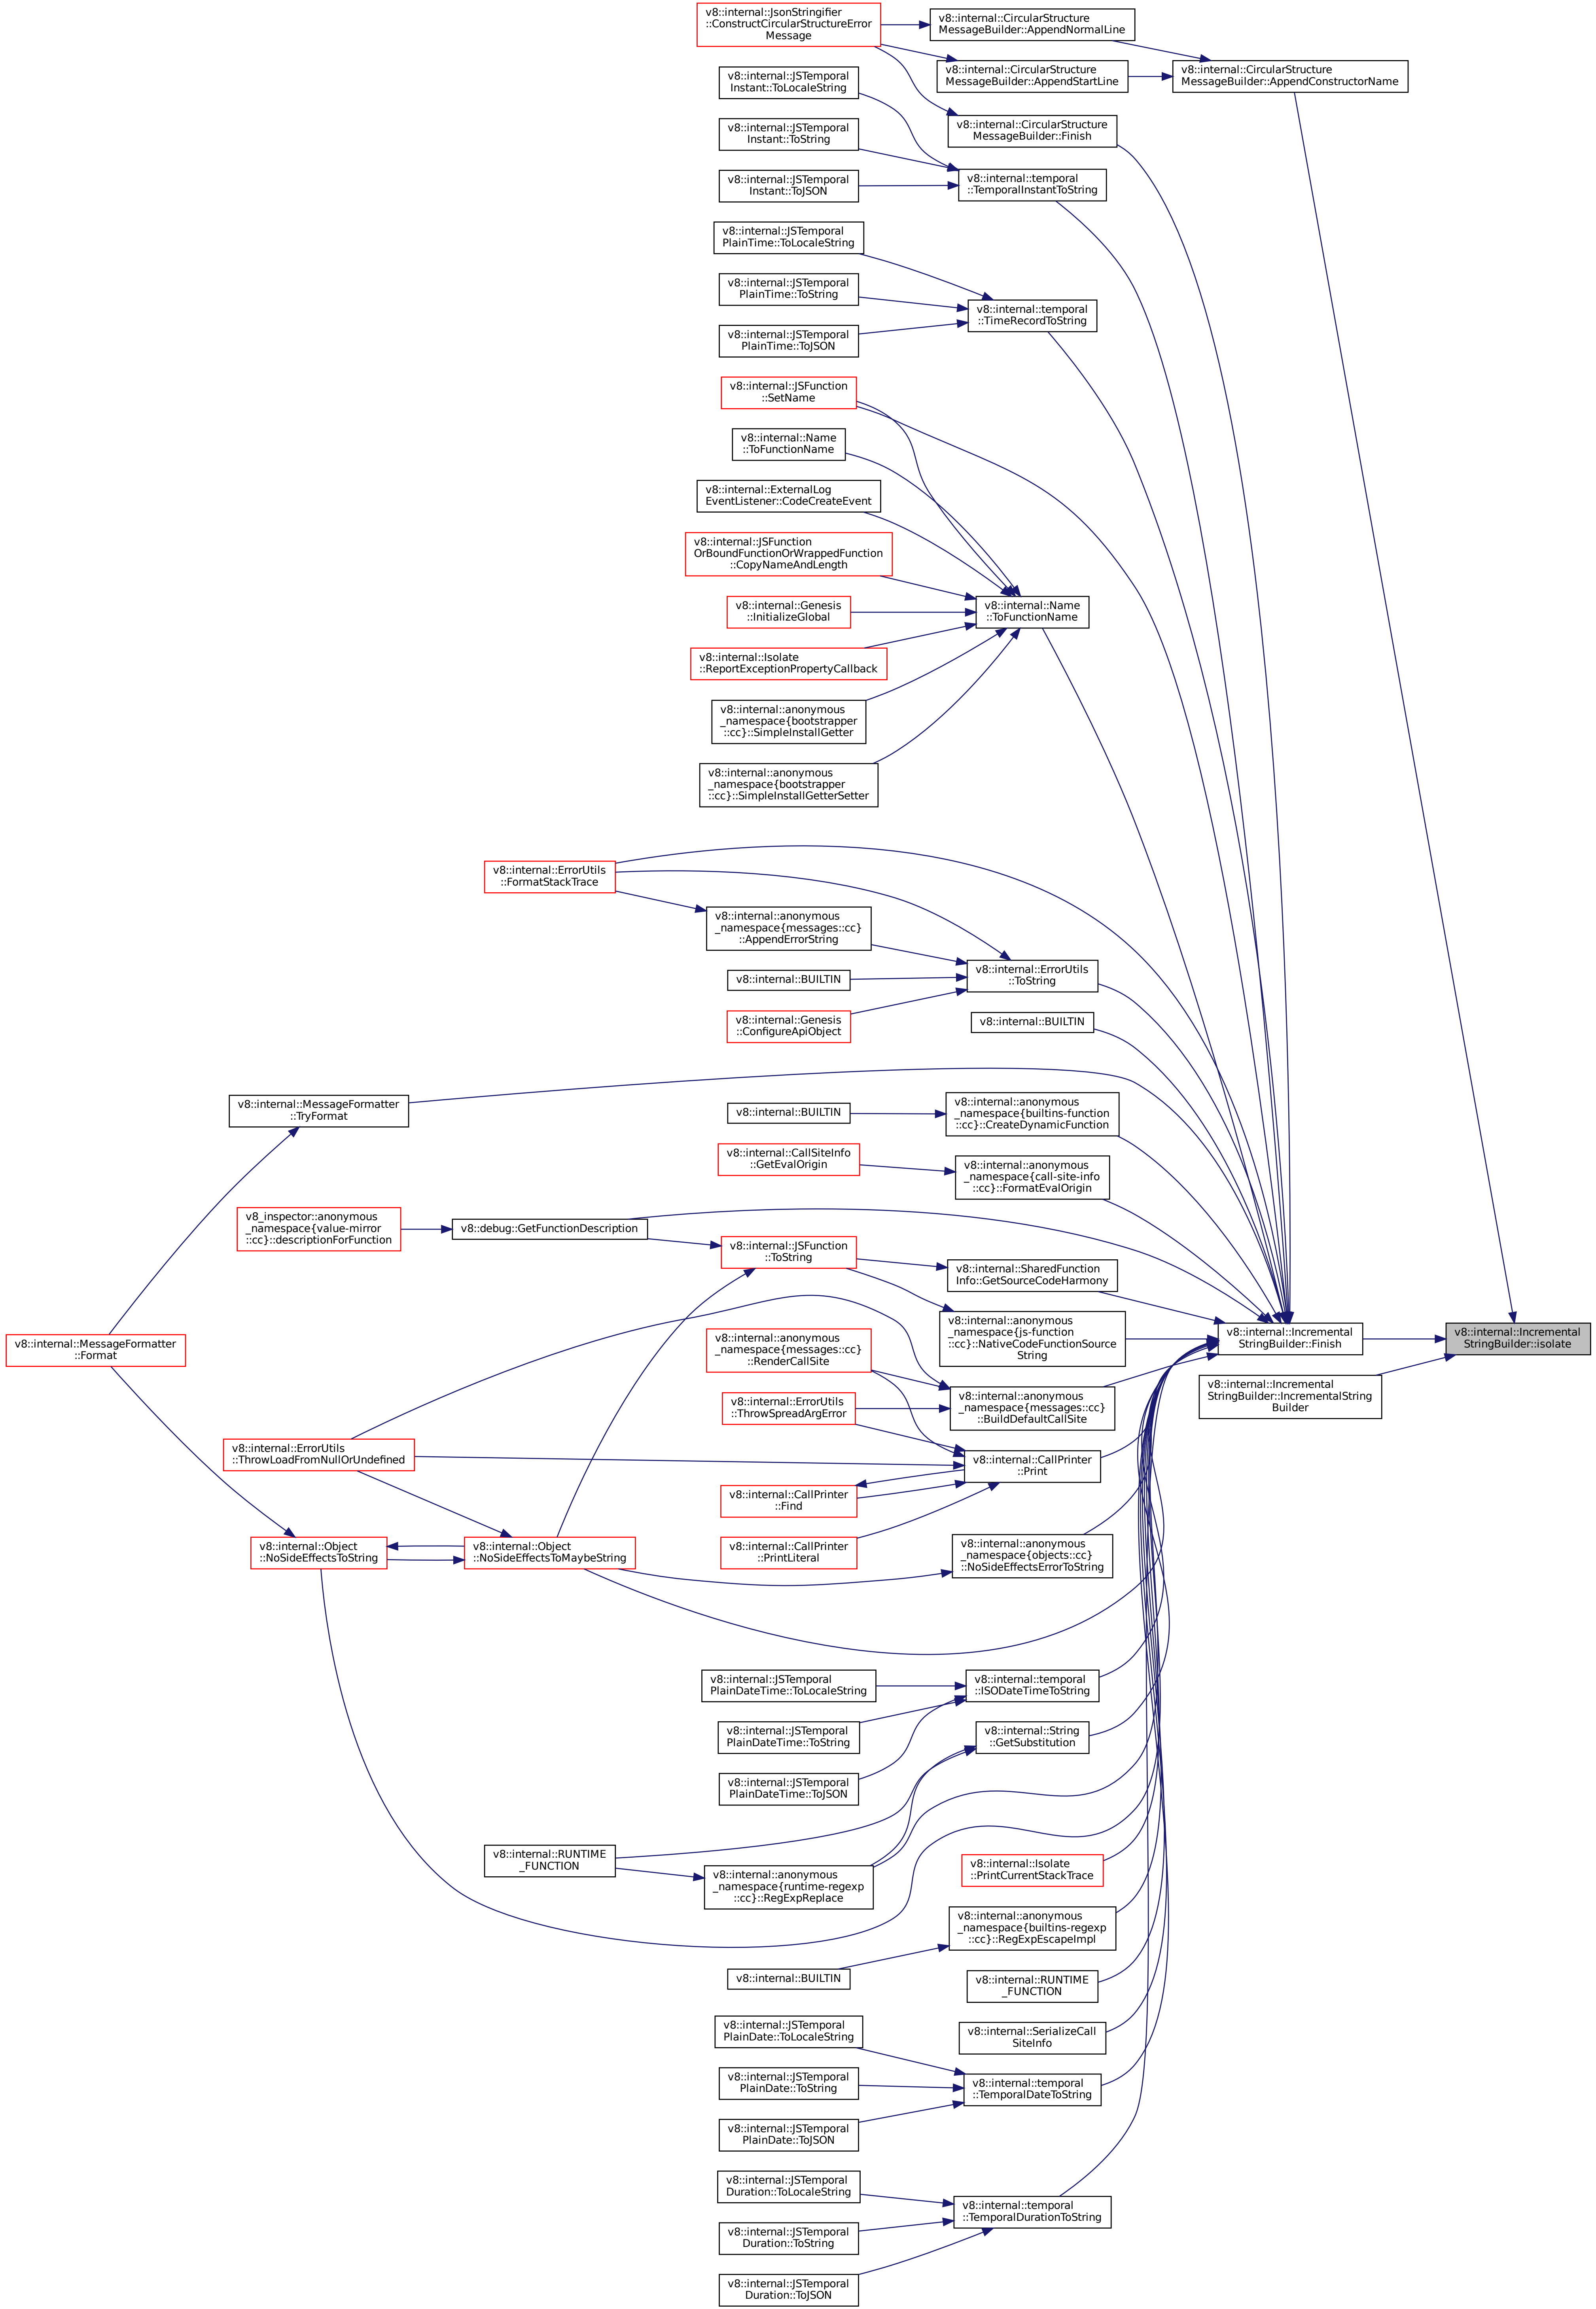 v8::internal::JsonStringifier
::ConstructCircularStructureError
Message
v8::internal::CircularStructure
MessageBuilder::AppendNormalLine
v8::internal::CircularStructure
MessageBuilder::AppendStartLine
v8::internal::CircularStructure
MessageBuilder::AppendConstructorName
v8::internal::JSTemporal
Instant::ToLocaleString
v8::internal::CircularStructure
MessageBuilder::Finish
v8::internal::JSTemporal
Instant::ToString
v8::internal::JSTemporal
Instant::ToJSON
v8::internal::temporal
::TemporalInstantToString
v8::internal::JSTemporal
PlainTime::ToLocaleString
v8::internal::JSTemporal
PlainTime::ToString
v8::internal::temporal
::TimeRecordToString
v8::internal::JSTemporal
PlainTime::ToJSON
v8::internal::JSFunction
::SetName
v8::internal::Name
::ToFunctionName
v8::internal::ExternalLog
EventListener::CodeCreateEvent
v8::internal::JSFunction
OrBoundFunctionOrWrappedFunction
::CopyNameAndLength
v8::internal::Genesis
::InitializeGlobal
v8::internal::Name
::ToFunctionName
v8::internal::Isolate
::ReportExceptionPropertyCallback
v8::internal::anonymous
_namespace{bootstrapper
::cc}::SimpleInstallGetter
v8::internal::anonymous
_namespace{bootstrapper
::cc}::SimpleInstallGetterSetter
v8::internal::ErrorUtils
::FormatStackTrace
v8::internal::anonymous
_namespace{messages::cc}
::AppendErrorString
v8::internal::ErrorUtils
::ToString
v8::internal::BUILTIN
v8::internal::Genesis
::ConfigureApiObject
v8::internal::BUILTIN
v8::internal::MessageFormatter
::TryFormat
v8::internal::BUILTIN
v8::internal::anonymous
_namespace{builtins-function
::cc}::CreateDynamicFunction
v8::internal::CallSiteInfo
::GetEvalOrigin
v8::internal::anonymous
_namespace{call-site-info
::cc}::FormatEvalOrigin
v8_inspector::anonymous
_namespace{value-mirror
::cc}::descriptionForFunction
v8::debug::GetFunctionDescription
v8::internal::JSFunction
::ToString
v8::internal::SharedFunction
Info::GetSourceCodeHarmony
v8::internal::anonymous
_namespace{js-function
::cc}::NativeCodeFunctionSource
String
v8::internal::Incremental
StringBuilder::Finish
v8::internal::Incremental
StringBuilder::isolate
v8::internal::MessageFormatter
::Format
v8::internal::anonymous
_namespace{messages::cc}
::RenderCallSite
v8::internal::Incremental
StringBuilder::IncrementalString
Builder
v8::internal::ErrorUtils
::ThrowSpreadArgError
v8::internal::anonymous
_namespace{messages::cc}
::BuildDefaultCallSite
v8::internal::ErrorUtils
::ThrowLoadFromNullOrUndefined
v8::internal::CallPrinter
::Print
v8::internal::CallPrinter
::Find
v8::internal::CallPrinter
::PrintLiteral
v8::internal::Object
::NoSideEffectsToString
v8::internal::Object
::NoSideEffectsToMaybeString
v8::internal::anonymous
_namespace{objects::cc}
::NoSideEffectsErrorToString
v8::internal::JSTemporal
PlainDateTime::ToLocaleString
v8::internal::temporal
::ISODateTimeToString
v8::internal::JSTemporal
PlainDateTime::ToString
v8::internal::String
::GetSubstitution
v8::internal::JSTemporal
PlainDateTime::ToJSON
v8::internal::RUNTIME
_FUNCTION
v8::internal::anonymous
_namespace{runtime-regexp
::cc}::RegExpReplace
v8::internal::Isolate
::PrintCurrentStackTrace
v8::internal::anonymous
_namespace{builtins-regexp
::cc}::RegExpEscapeImpl
v8::internal::BUILTIN
v8::internal::RUNTIME
_FUNCTION
v8::internal::JSTemporal
PlainDate::ToLocaleString
v8::internal::SerializeCall
SiteInfo
v8::internal::JSTemporal
PlainDate::ToString
v8::internal::temporal
::TemporalDateToString
v8::internal::JSTemporal
PlainDate::ToJSON
v8::internal::JSTemporal
Duration::ToLocaleString
v8::internal::temporal
::TemporalDurationToString
v8::internal::JSTemporal
Duration::ToString
v8::internal::JSTemporal
Duration::ToJSON